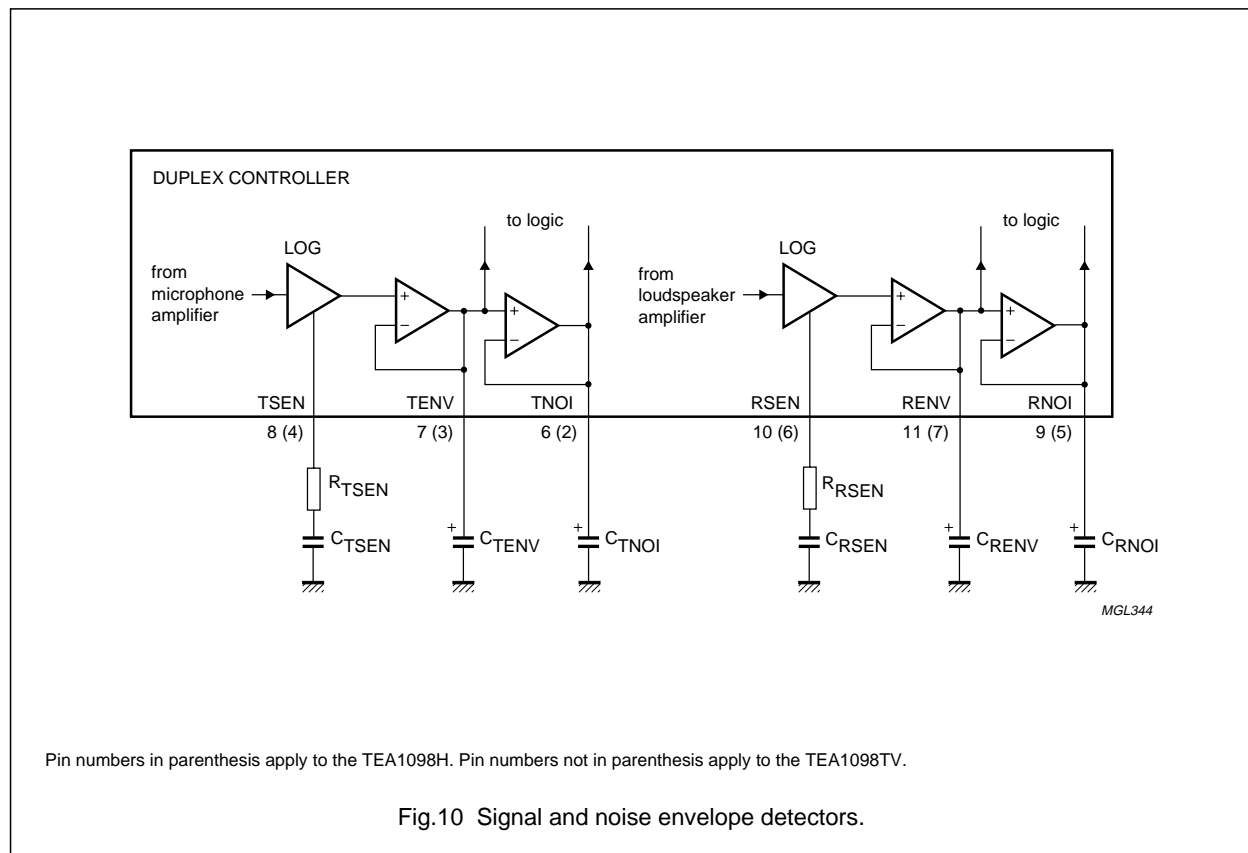 DUPLEX CONTROLLER
to logic
to logic
LOG
LOG
from
microphone
amplifier
from
loudspeaker
amplifier
+
−
+
−
+
−
+
−
TSEN
TENV
TNOI
RSEN
RENV
RNOI
8 (4)
7 (3)
6 (2)
10 (6)
11 (7)
9 (5)
RTSEN
RRSEN
CTSEN
+
CTENV
+
CTNOI
CRSEN
+
CRENV
+
CRNOI
MGL344
Pin numbers in parenthesis apply to the TEA1098H. Pin numbers not in parenthesis apply to the TEA1098TV.
Fig.10 Signal and noise envelope detectors.